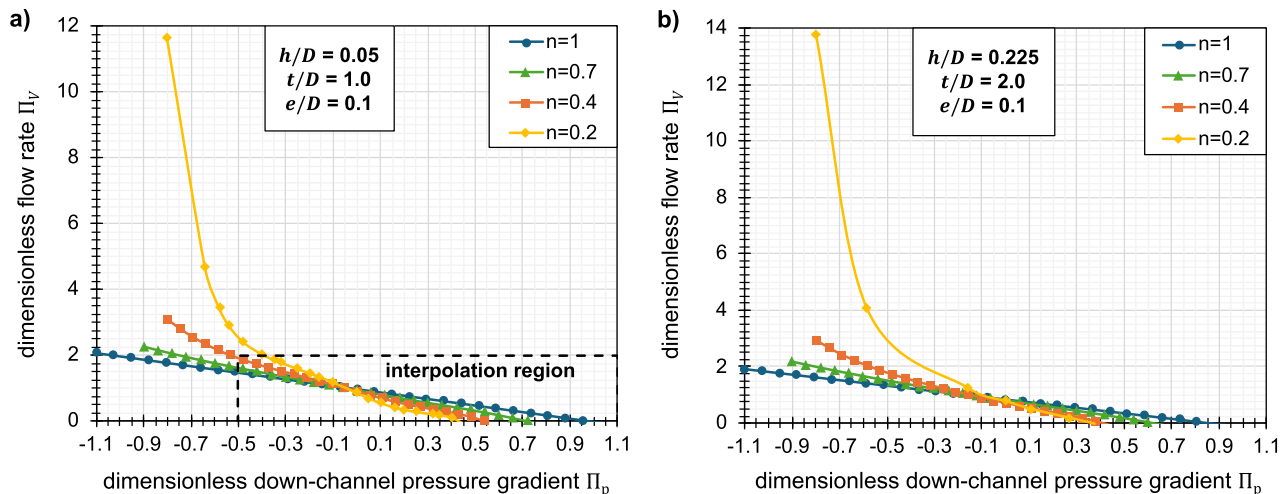 a)
dimensionless flow rate Π_V
12
10
8
6
4
2
0
h/D = 0.05
t/D = 1.0
e/D = 0.1
n=1
n=0.7
n=0.4
n=0.2
interpolation region
-1.1 -0.9 -0.7 -0.5 -0.3 -0.1 0.1 0.3 0.5 0.7 0.9 1.1
dimensionless down-channel pressure gradient Π_p
b)
dimensionless flow rate Π_V
14
12
10
8
6
4
2
0
h/D = 0.225
t/D = 2.0
e/D = 0.1
n=1
n=0.7
n=0.4
n=0.2
-1.1 -0.9 -0.7 -0.5 -0.3 -0.1 0.1 0.3 0.5 0.7 0.9 1.1
dimensionless down-channel pressure gradient Π_p